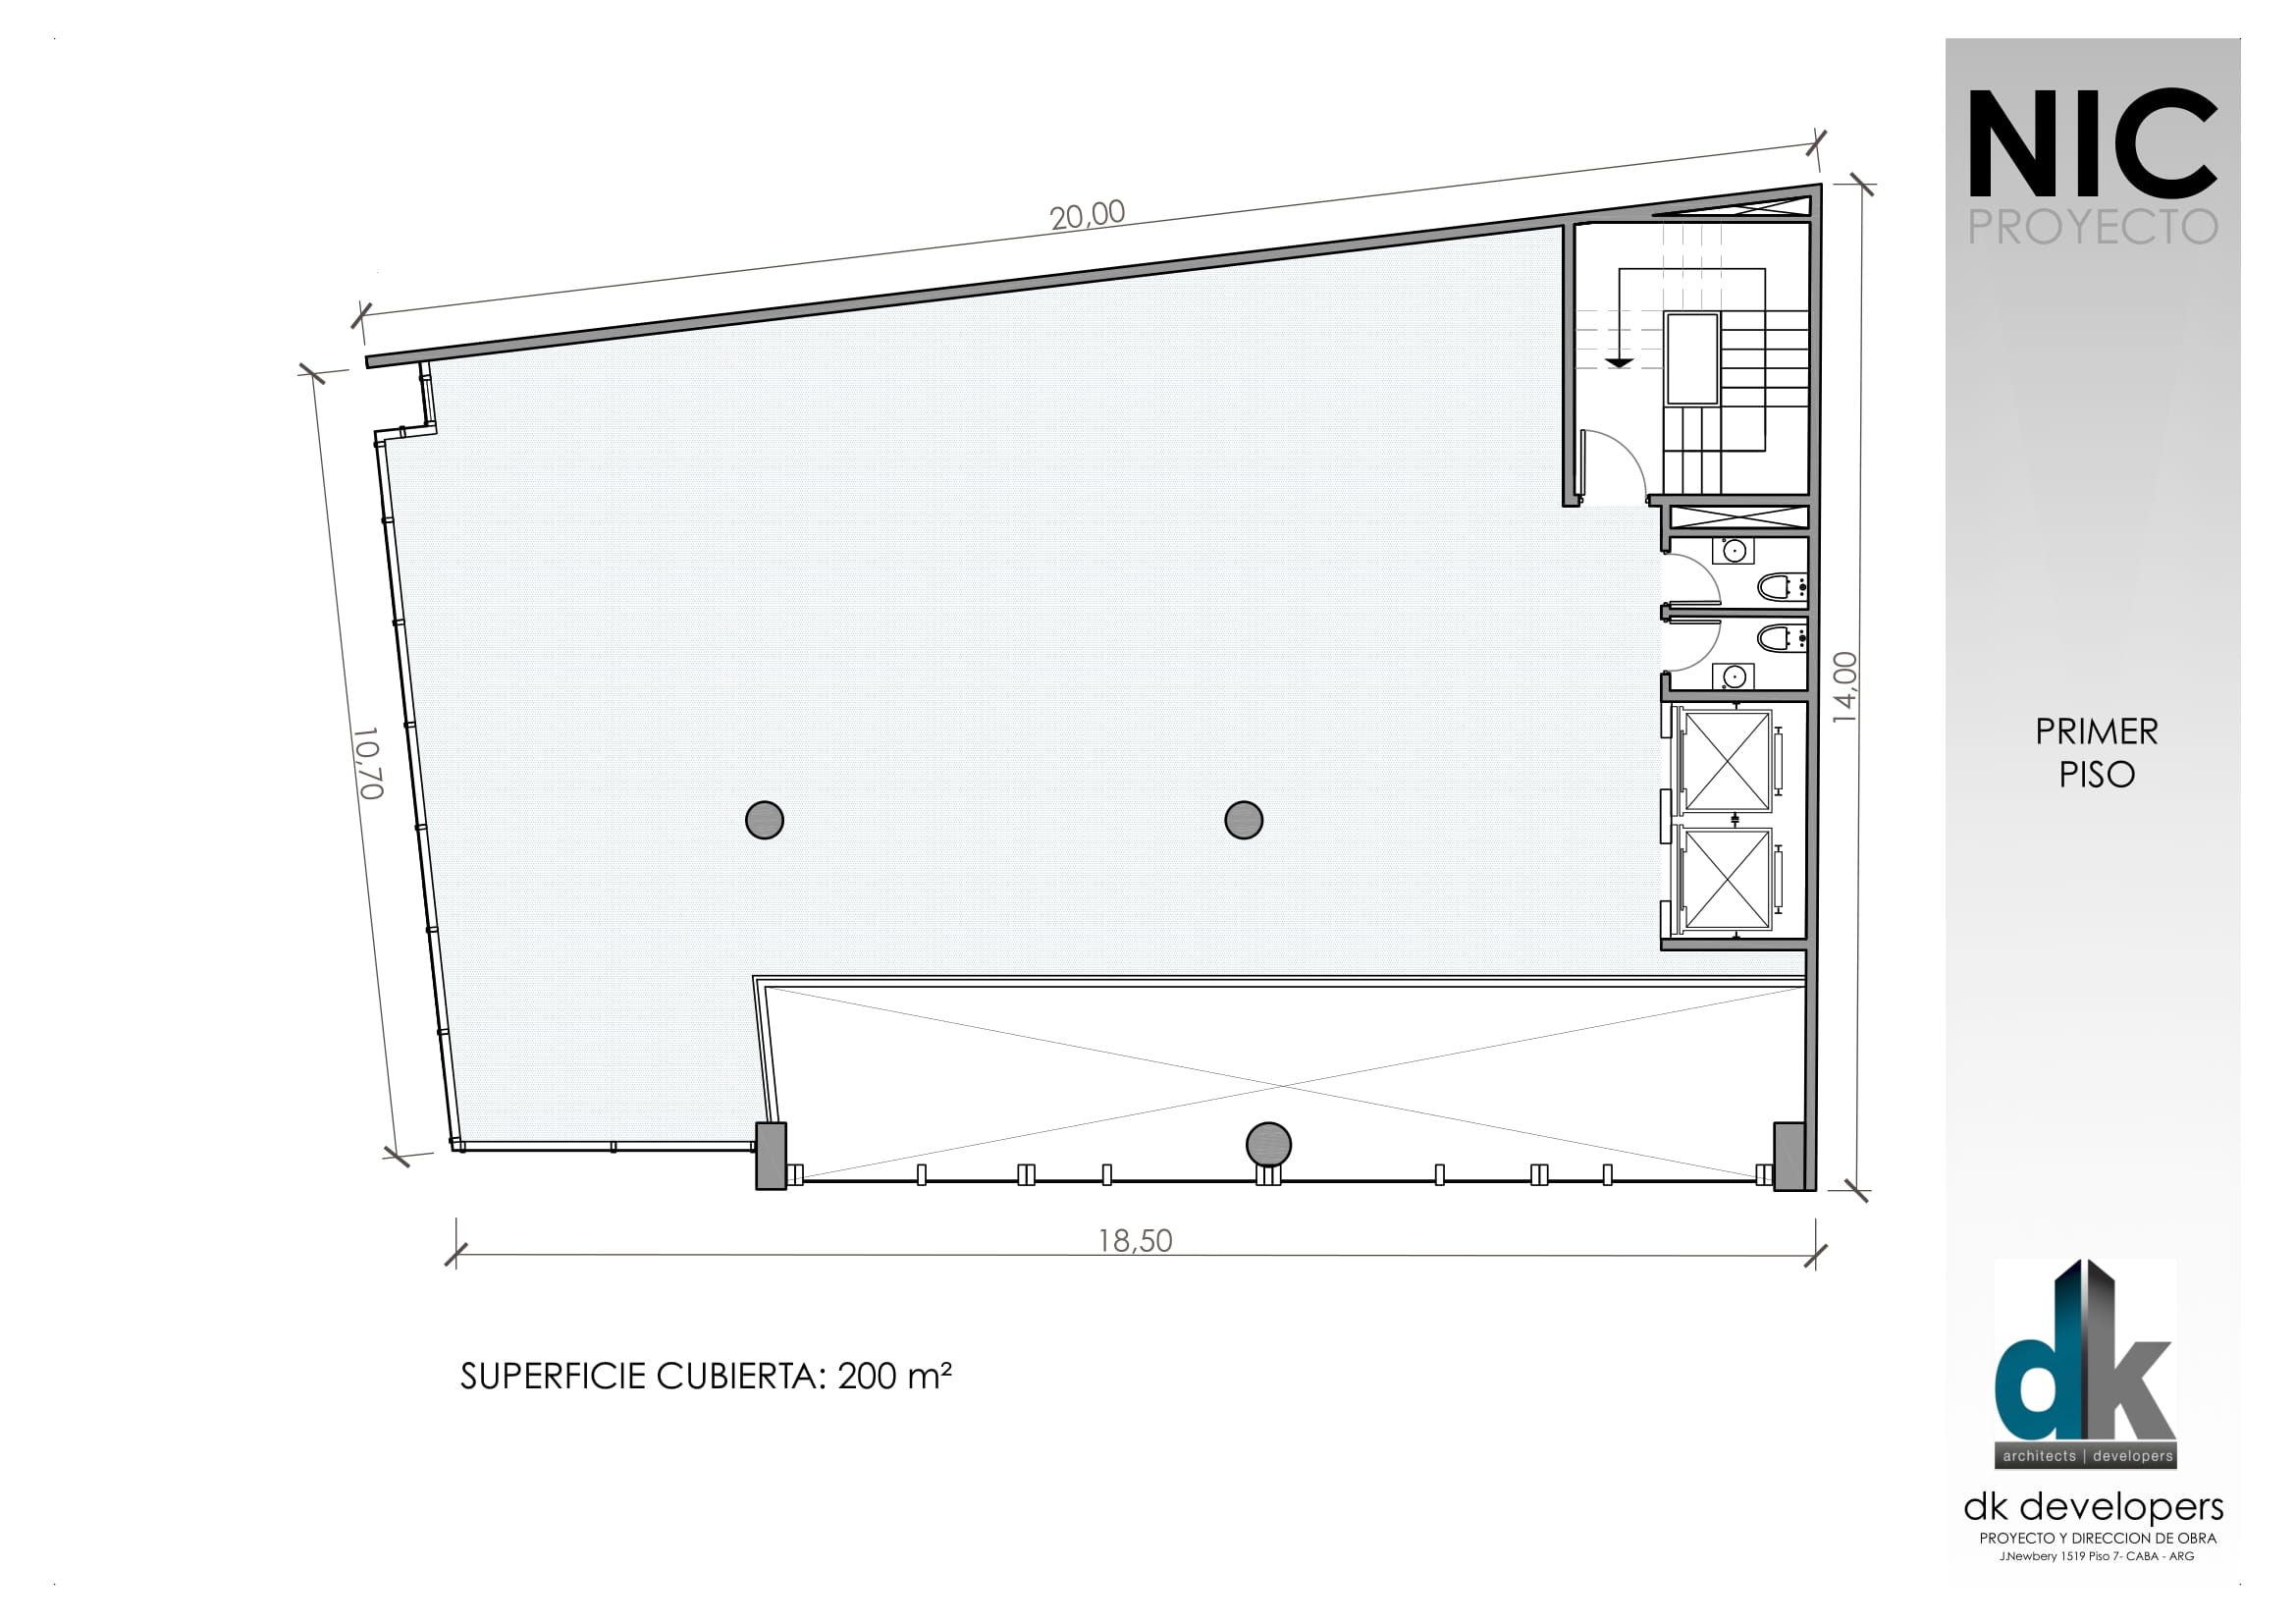 20,00
10,70
14,00
18,50
SUPERFICIE CUBIERTA: 200 m²
NIC
PROYECTO
PRIMER
PISO
dk
architects | developers
dk developers
PROYECTO Y DIRECCION DE OBRA
J.Newbery 1519 Piso 7- CABA - ARG